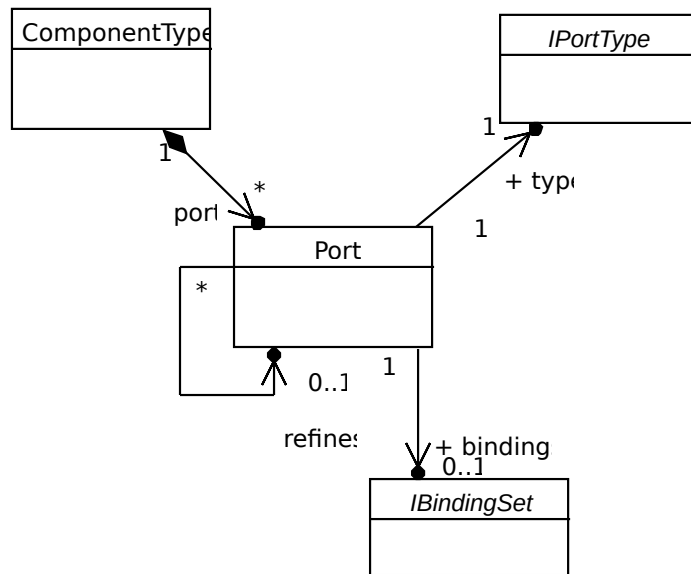 ComponentType
IPortType
1
1
*
+ type
port
1
Port
*
1
0..1
refines
+ binding
0..1
IBindingSet